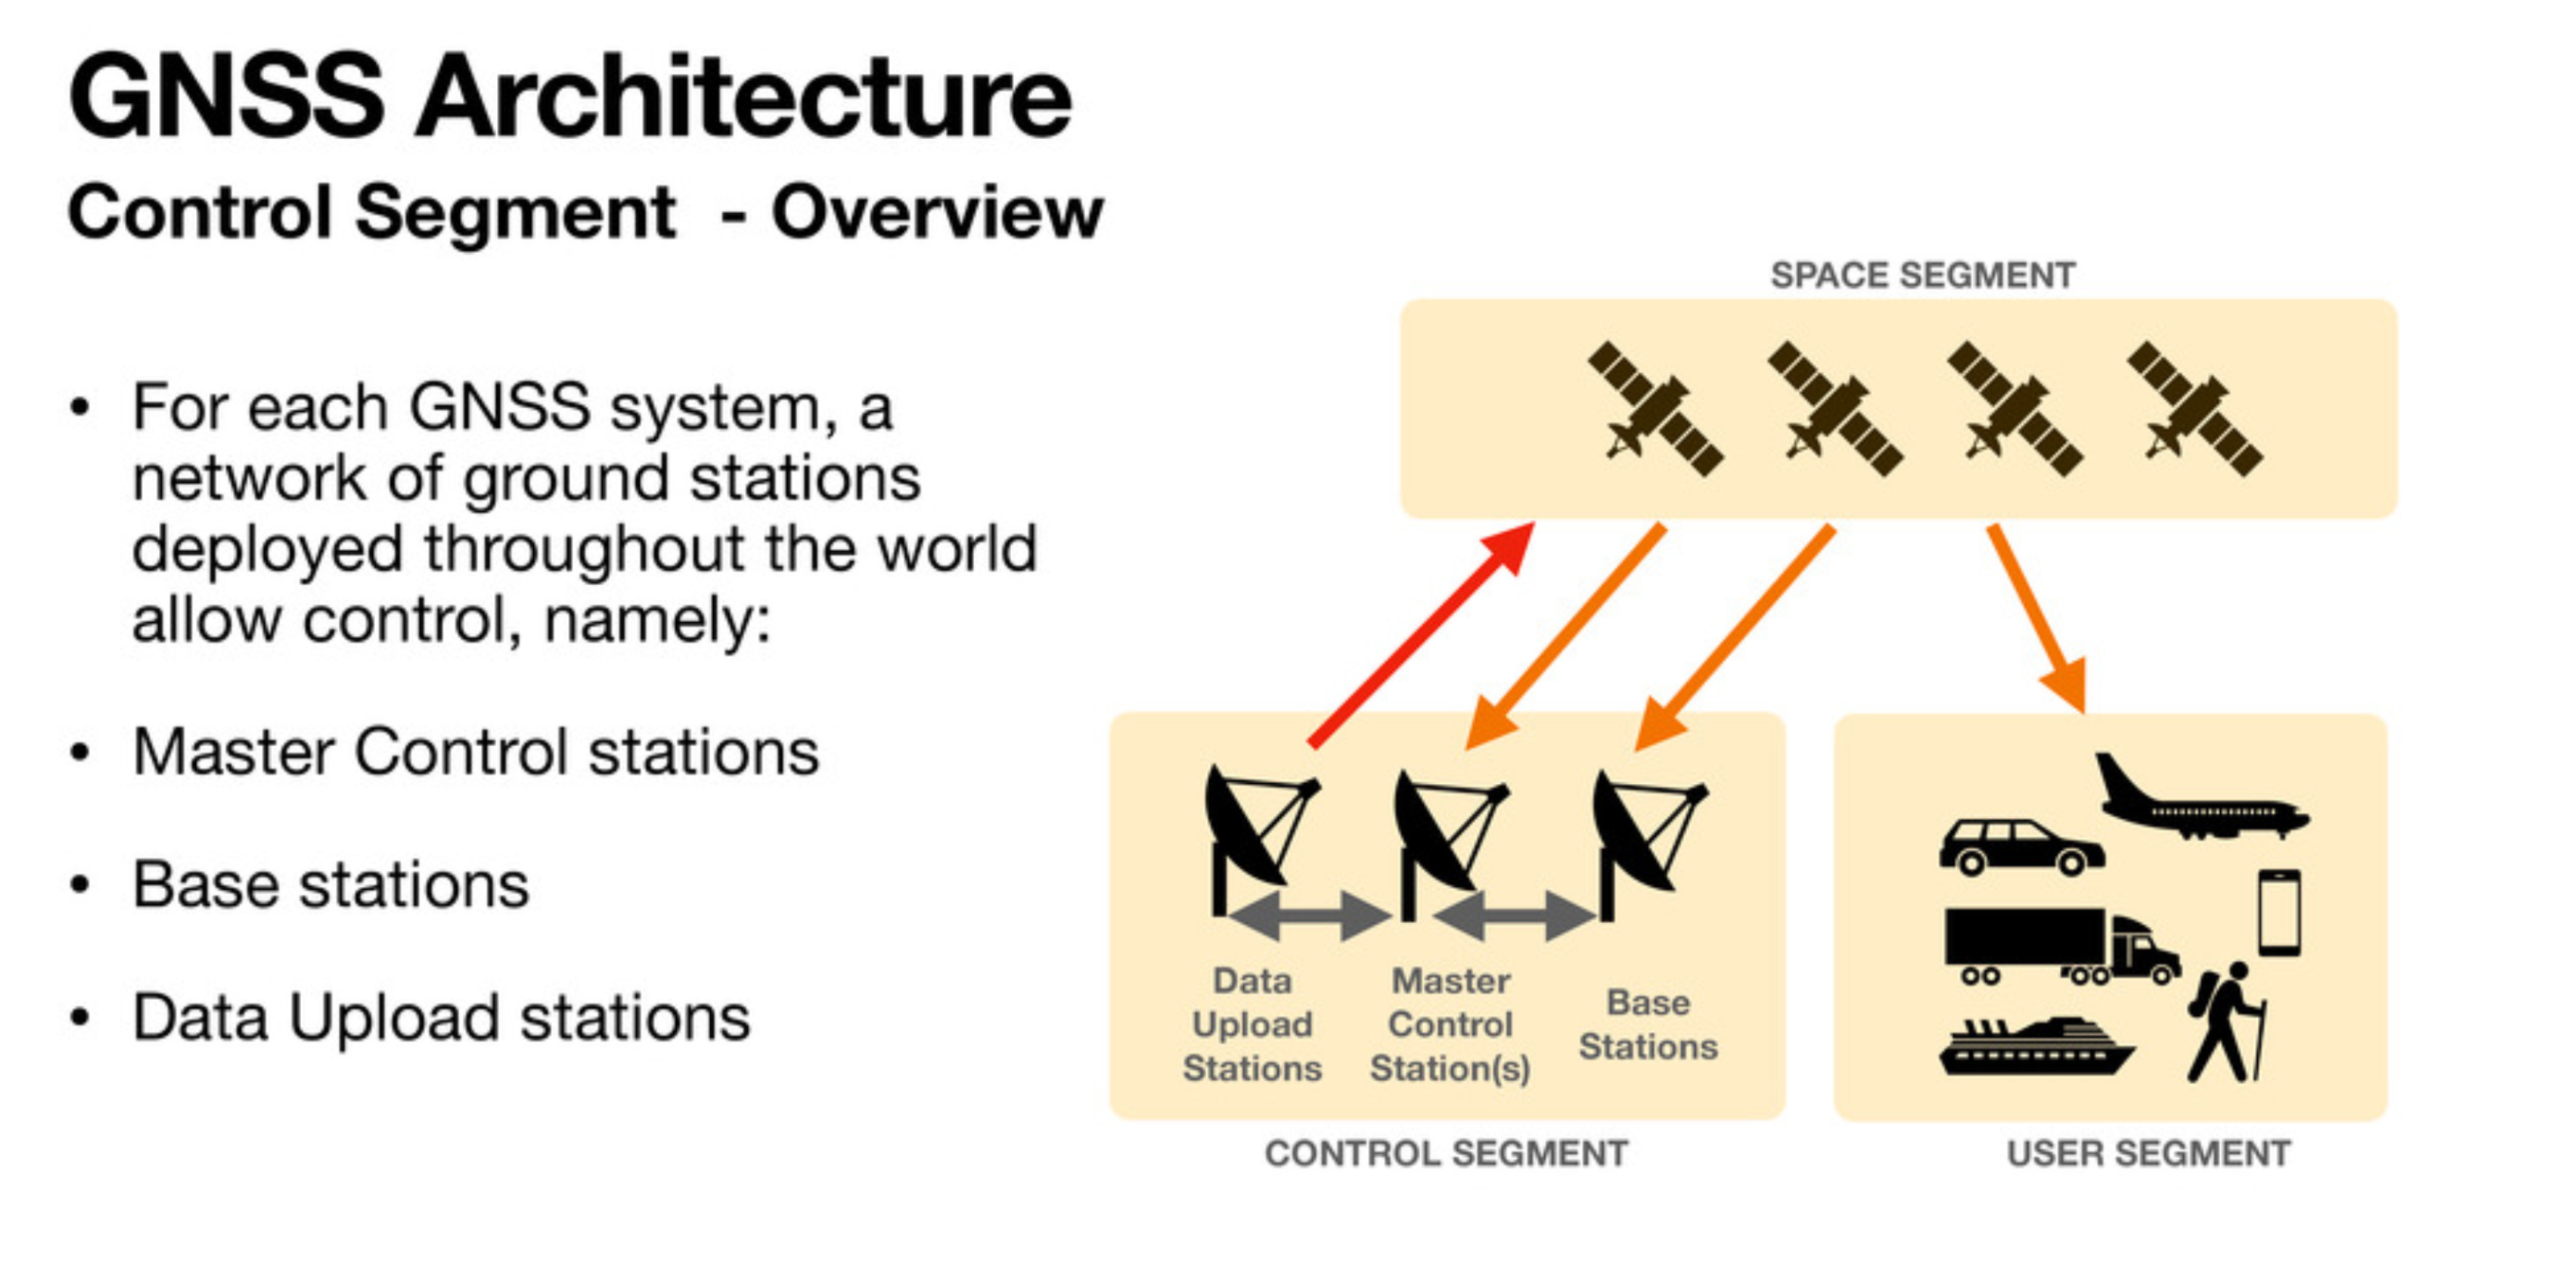 GNSS Architecture
Control Segment - Overview
• For each GNSS system, a
network of ground stations
deployed throughout the world
allow control, namely:
• Master Control stations
• Base stations
• Data Upload stations
SPACE SEGMENT
Data
Upload
Stations
Master
Control
Station(s)
Base
Stations
CONTROL SEGMENT
USER SEGMENT